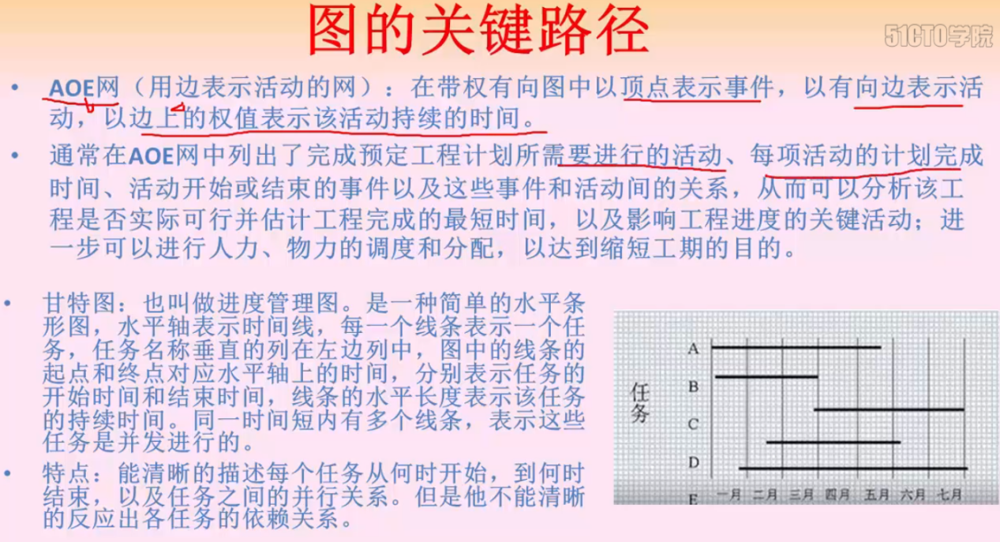 图的关键路径
51CTO学院
• AOE网（用边表示活动的网）：在带权有向图中以顶点表示事件，以有向边表示活
动，以边上的权值表示该活动持续的时间。
• 通常在AOE网中列出了完成预定工程计划所需要进行的活动、每项活动的计划完成
时间、活动开始或结束的事件以及这些事件和活动间的关系，从而可以分析该工
程是否实际可行并估计工程完成的最短时间，以及影响工程进度的关键活动；进
一步可以进行人力、物力的调度和分配，以达到缩短工期的目的。
• 甘特图：也叫做进度管理图。是一种简单的水平条
形图，水平轴表示时间线，每一个线条表示一个任
务，任务名称垂直的列在左边列中，图中的线条的
起点和终点对应水平轴上的时间，分别表示任务的
开始时间和结束时间，线条的水平长度表示该任务
的持续时间。同一时间短内有多个线条，表示这些
任务是并发进行的。
• 特点：能清晰的描述每个任务从何时开始，到何时
结束，以及任务之间的并行关系。但是他不能清晰
的反应出各任务的依赖关系。
任务
A
B
C
D
E
一月 二月 三月 四月 五月 六月 七月